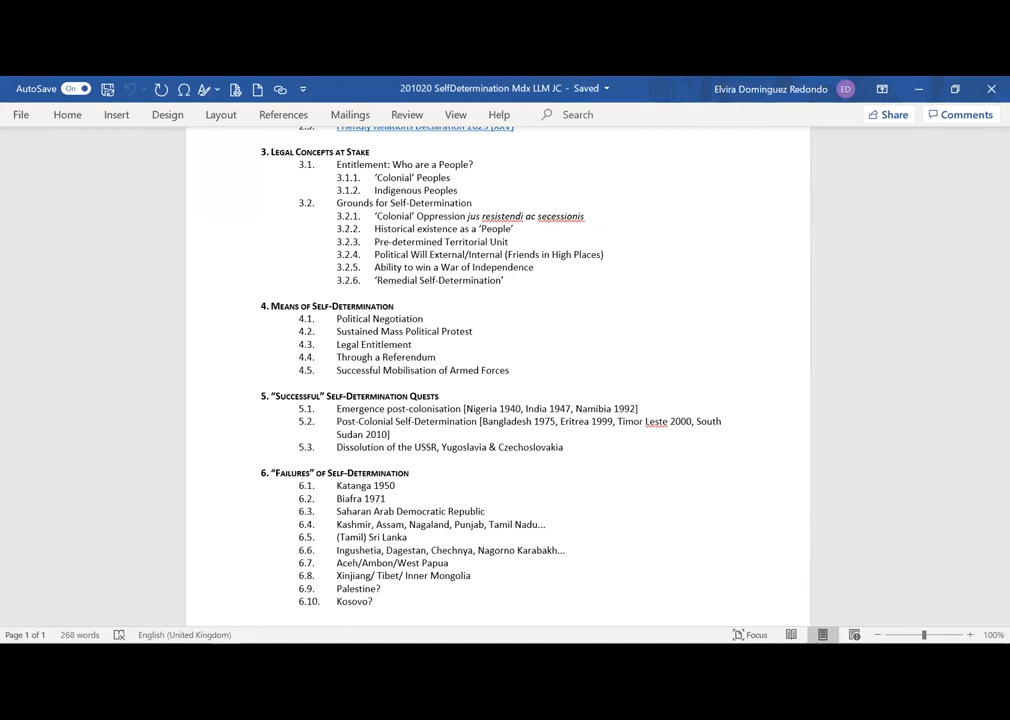 AutoSave On 201020 SelfDetermination Mdx LLM JC - Saved Elvira Dominguez Redondo ED
File Home Insert Design Layout References Mailings Review View Help Search Share Comments
2.5. Friendly Relations Declaration 2625 [XXV]
3. LEGAL CONCEPTS AT STAKE
3.1. Entitlement: Who are a People?
3.1.1. ‘Colonial’ Peoples
3.1.2. Indigenous Peoples
3.2. Grounds for Self-Determination
3.2.1. ‘Colonial’ Oppression jus resistendi ac secessionis
3.2.2. Historical existence as a ‘People’
3.2.3. Pre-determined Territorial Unit
3.2.4. Political Will External/Internal (Friends in High Places)
3.2.5. Ability to win a War of Independence
3.2.6. ‘Remedial Self-Determination’
4. MEANS OF SELF-DETERMINATION
4.1. Political Negotiation
4.2. Sustained Mass Political Protest
4.3. Legal Entitlement
4.4. Through a Referendum
4.5. Successful Mobilisation of Armed Forces
5. “SUCCESSFUL” SELF-DETERMINATION QUESTS
5.1. Emergence post-colonisation [Nigeria 1940, India 1947, Namibia 1992]
5.2. Post-Colonial Self-Determination [Bangladesh 1975, Eritrea 1999, Timor Leste 2000, South
Sudan 2010]
5.3. Dissolution of the USSR, Yugoslavia & Czechoslovakia
6. “FAILURES” OF SELF-DETERMINATION
6.1. Katanga 1950
6.2. Biafra 1971
6.3. Saharan Arab Democratic Republic
6.4. Kashmir, Assam, Nagaland, Punjab, Tamil Nadu...
6.5. (Tamil) Sri Lanka
6.6. Ingushetia, Dagestan, Chechnya, Nagorno Karabakh...
6.7. Aceh/Ambon/West Papua
6.8. Xinjiang/ Tibet/ Inner Mongolia
6.9. Palestine?
6.10. Kosovo?
Page 1 of 1 268 words English (United Kingdom) Focus 100%